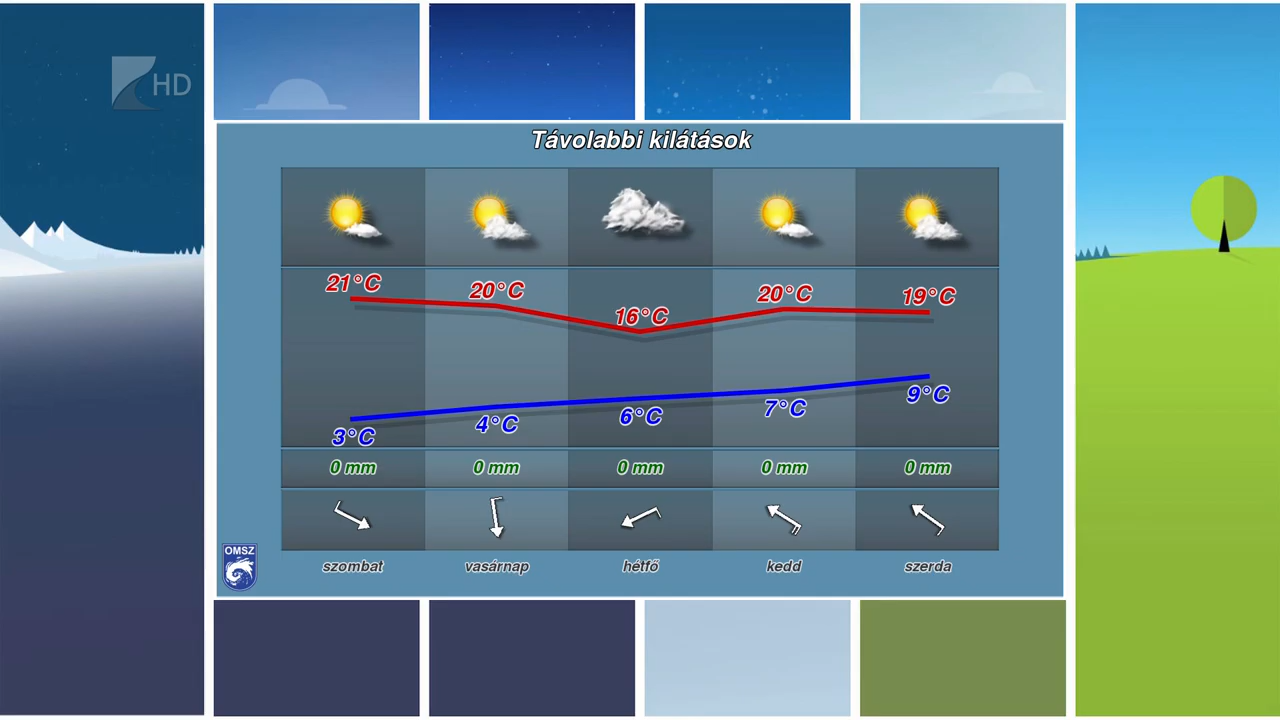 HD
Távolabbi kilátások
21°C 20°C 16°C 20°C 19°C
3°C 4°C 6°C 7°C 9°C
0 mm 0 mm 0 mm 0 mm 0 mm
OMSZ
szombat vasárnap hétfő kedd szerda